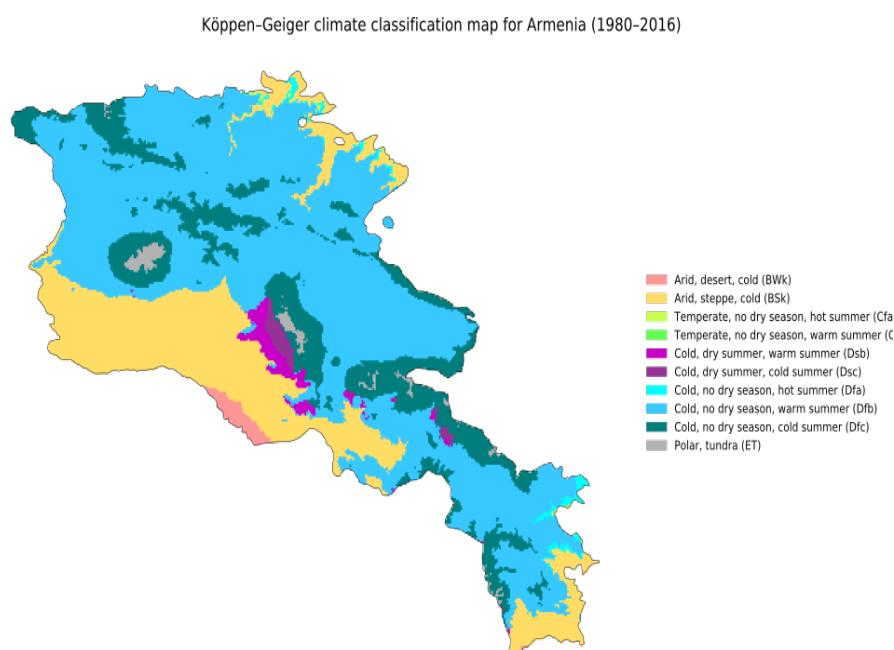 Köppen–Geiger climate classification map for Armenia (1980–2016)
Arid, desert, cold (BWk)
Arid, steppe, cold (BSk)
Temperate, no dry season, hot summer (Cfa
Temperate, no dry season, warm summer (C
Cold, dry summer, warm summer (Dsb)
Cold, dry summer, cold summer (Dsc)
Cold, no dry season, hot summer (Dfa)
Cold, no dry season, warm summer (Dfb)
Cold, no dry season, cold summer (Dfc)
Polar, tundra (ET)